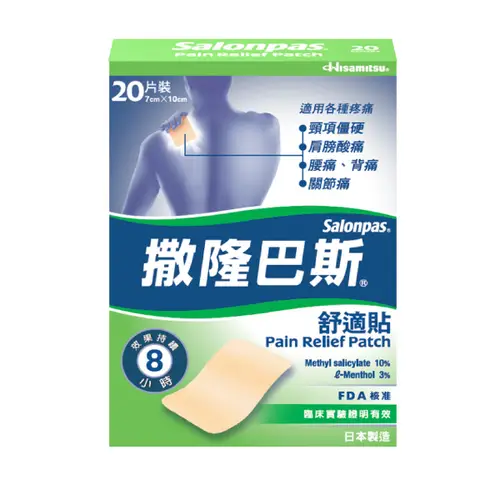 Salonpas®
Pain Relief Patch
20
Hisamitsu®
20片裝
7cm×10cm
適用各種疼痛
•頸項僵硬
•肩膀酸痛
•腰痛、背痛
•關節痛
Salonpas®
撒隆巴斯®
舒適貼
Pain Relief Patch
Methyl salicylate 10%
ℓ-Menthol 3%
效果持續
8
小時
FDA 核准
臨床實驗證明有效
日本製造